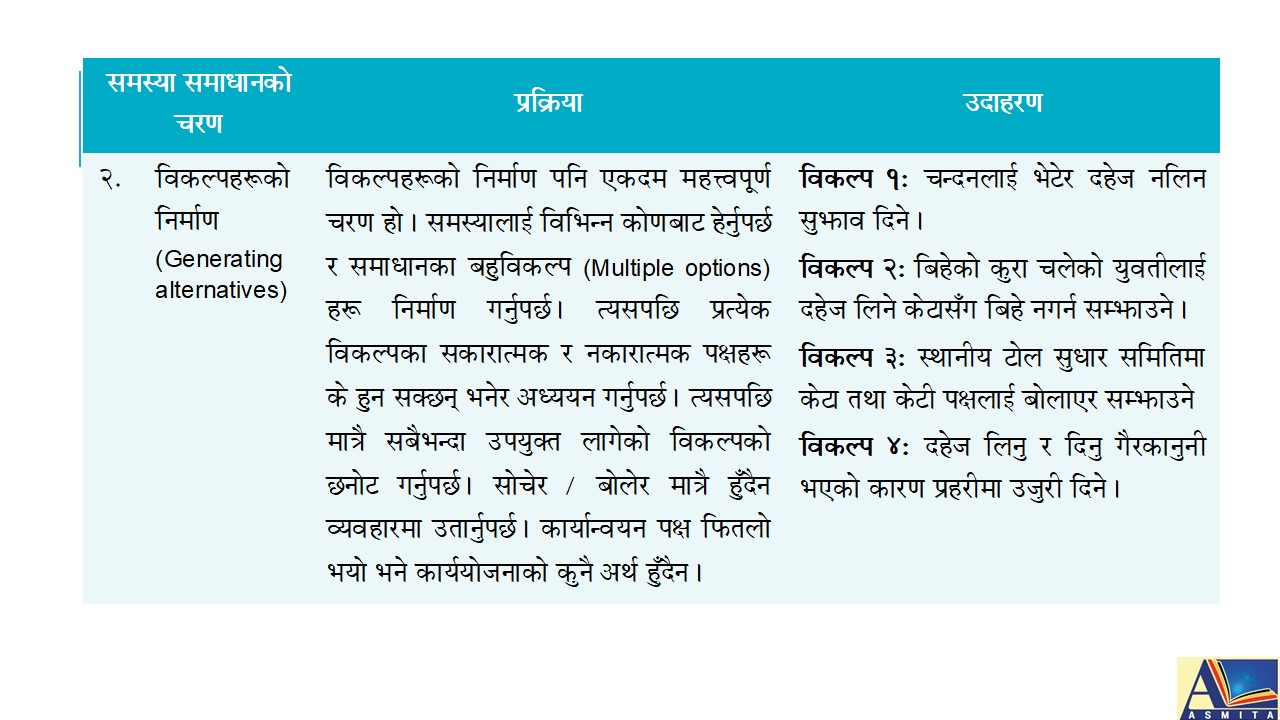 समस्या समाधानको
चरण
प्रक्रिया
उदाहरण
२. विकल्पहरूको
निर्माण
(Generating
alternatives)
विकल्पहरूको निर्माण पनि एकदम महत्त्वपूर्ण
चरण हो। समस्यालाई विभिन्न कोणबाट हेर्नुपर्छ
र समाधानका बहुविकल्प (Multiple options)
हरू निर्माण गर्नुपर्छ। त्यसपछि प्रत्येक
विकल्पका सकारात्मक र नकारात्मक पक्षहरू
के हुन सक्छन् भनेर अध्ययन गर्नुपर्छ। त्यसपछि
मात्रै सबैभन्दा उपयुक्त लागेको विकल्पको
छनोट गर्नुपर्छ। सोचेर / बोलेर मात्रै हुँदैन
व्यवहारमा उतार्नुपर्छ। कार्यान्वयन पक्ष फितलो
भयो भने कार्ययोजनाको कुनै अर्थ हुँदैन।
विकल्प १: चन्दनलाई भेटेर दहेज नलिन
सुझाव दिने।
विकल्प २: बिहेको कुरा चलेको युवतीलाई
दहेज लिने केटासँग बिहे नगर्न सम्झाउने।
विकल्प ३: स्थानीय टोल सुधार समितिमा
केटा तथा केटी पक्षलाई बोलाएर सम्झाउने
विकल्प ४: दहेज लिनु र दिनु गैरकानुनी
भएको कारण प्रहरीमा उजुरी दिने।
ASMITA